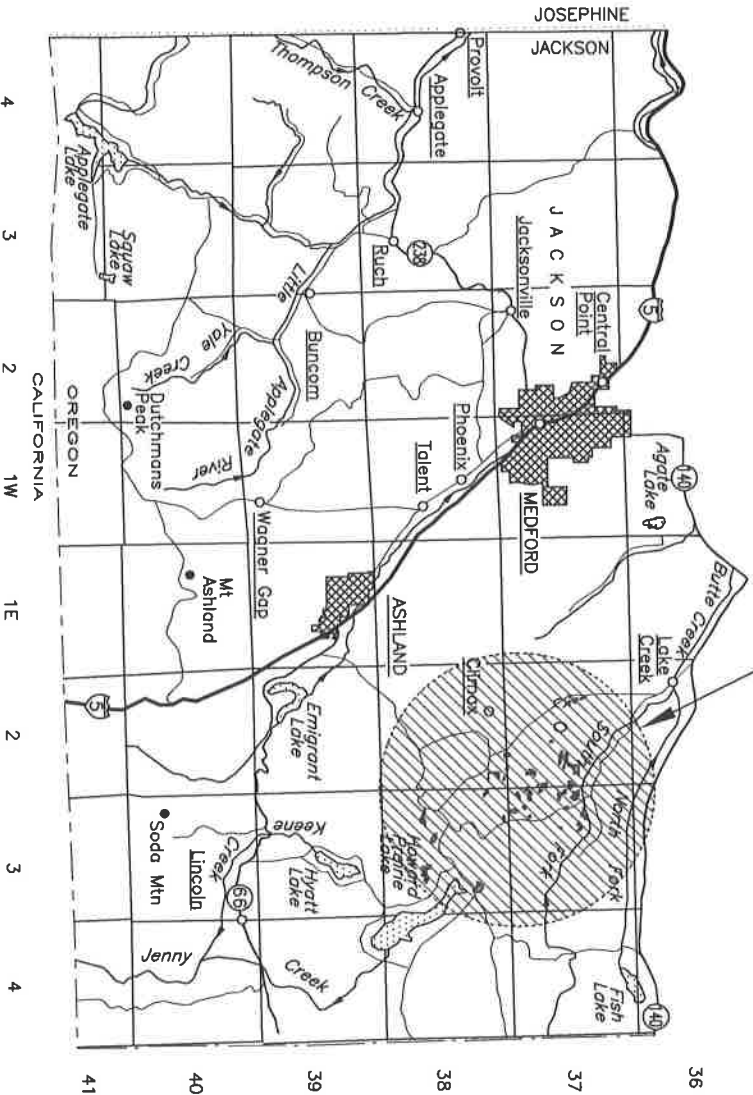 JOSEPHINE
JACKSON
Provolt
Applegate
Thompson Creek
Applegate
Lake
Squaw
Lake
Ruch
238
Jacksonville
JACKSON
Central
Point
5
Little
Applegate
River
Buncom
Yale
Creek
Dutchmans
Peak
OREGON
CALIFORNIA
Phoenix
Talent
MEDFORD
Agate
Lake
140
Wagner Gap
Mt
Ashland
ASHLAND
Butte Creek
Lake
Creek
Climax
South
Fork
North
Fork
Emigrant
Lake
5
Soda Mtn
Keene
Creek
Lincoln
Hyatt
Lake
Howard
Prairie
Lake
66
Jenny
Creek
Fish
Lake
140
4
3
2
1W
1E
2
3
4
36
37
38
39
40
41